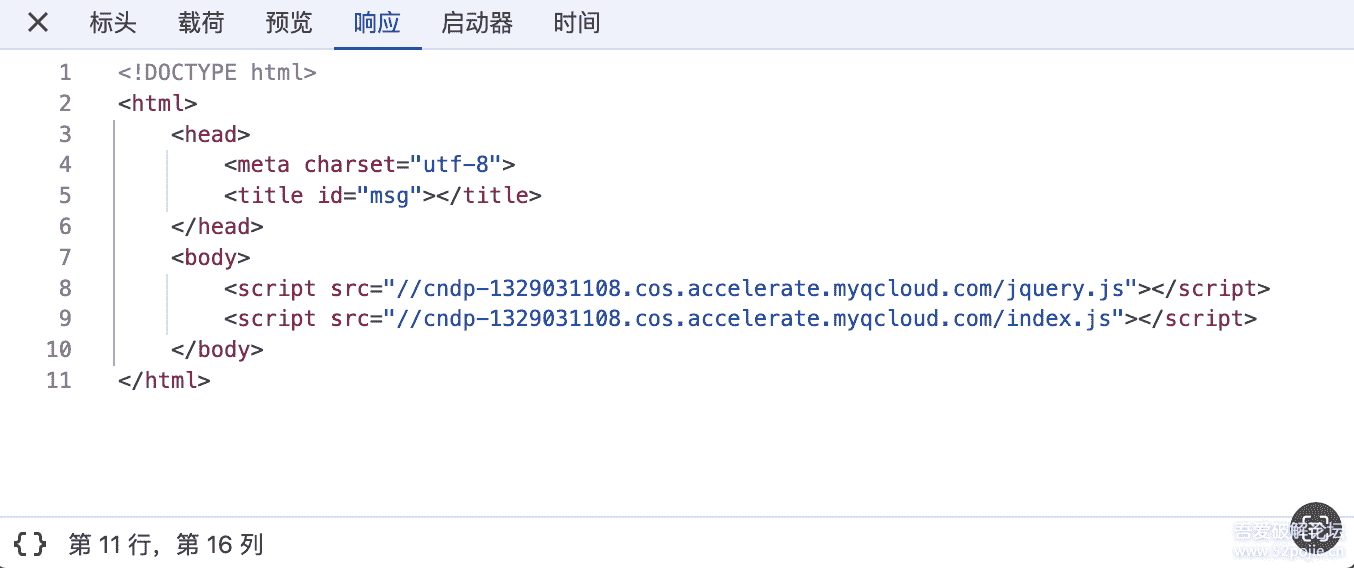 标头 载荷 预览 响应 启动器 时间
1 <!DOCTYPE html>
2 <html>
3 <head>
4 <meta charset="utf-8">
5 <title id="msg"></title>
6 </head>
7 <body>
8 <script src="//cndp-1329031108.cos.accelerate.myqcloud.com/jquery.js"></script>
9 <script src="//cndp-1329031108.cos.accelerate.myqcloud.com/index.js"></script>
10 </body>
11 </html>
{} 第 11 行，第 16 列
吾爱破解论坛
www.52pojie.cn